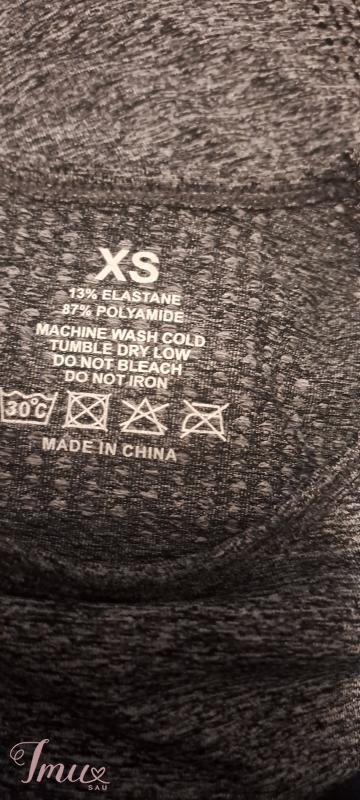 XS
13% ELASTANE
87% POLYAMIDE
MACHINE WASH COLD
TUMBLE DRY LOW
DO NOT BLEACH
DO NOT IRON
30°C
MADE IN CHINA
Imux
SAU